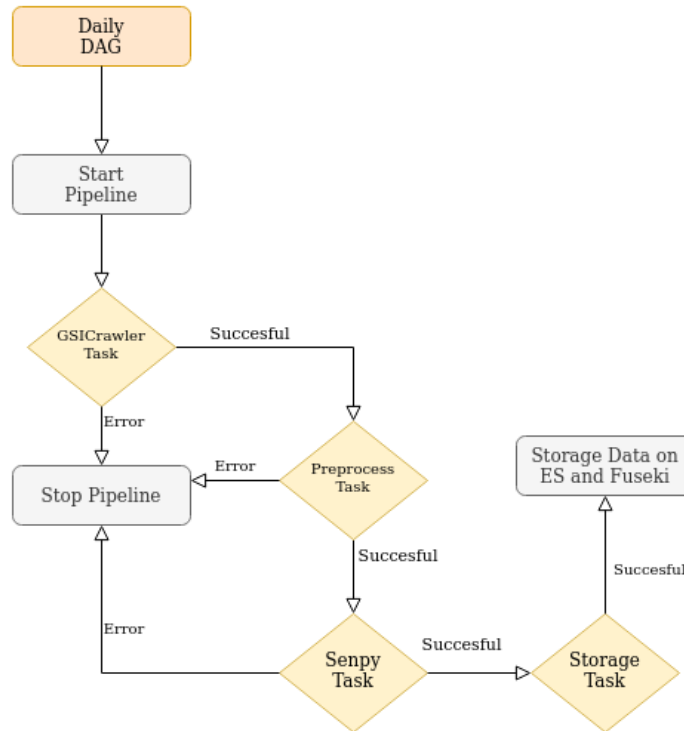 Daily
DAG
Start
Pipeline
GSICrawler
Task
Succesful
Error
Stop Pipeline
Error
Preprocess
Task
Storage Data on
ES and Fuseki
Succesful
Succesful
Error
Senpy
Task
Succesful
Storage
Task